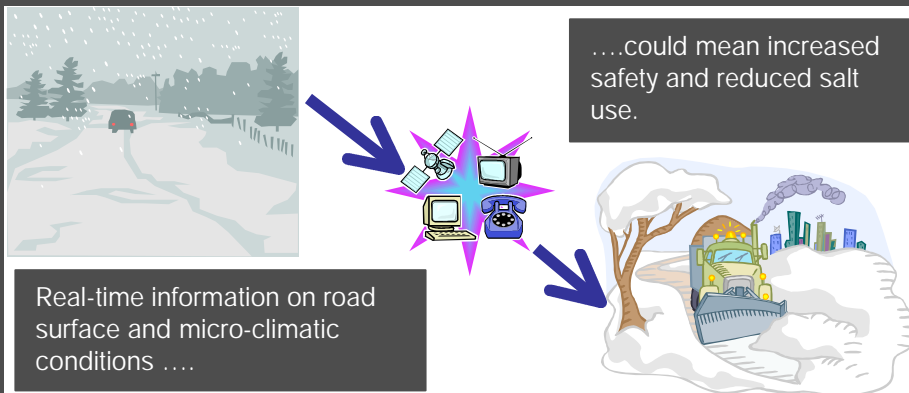 Real-time information on road
surface and micro-climatic
conditions ….
….could mean increased
safety and reduced salt
use.